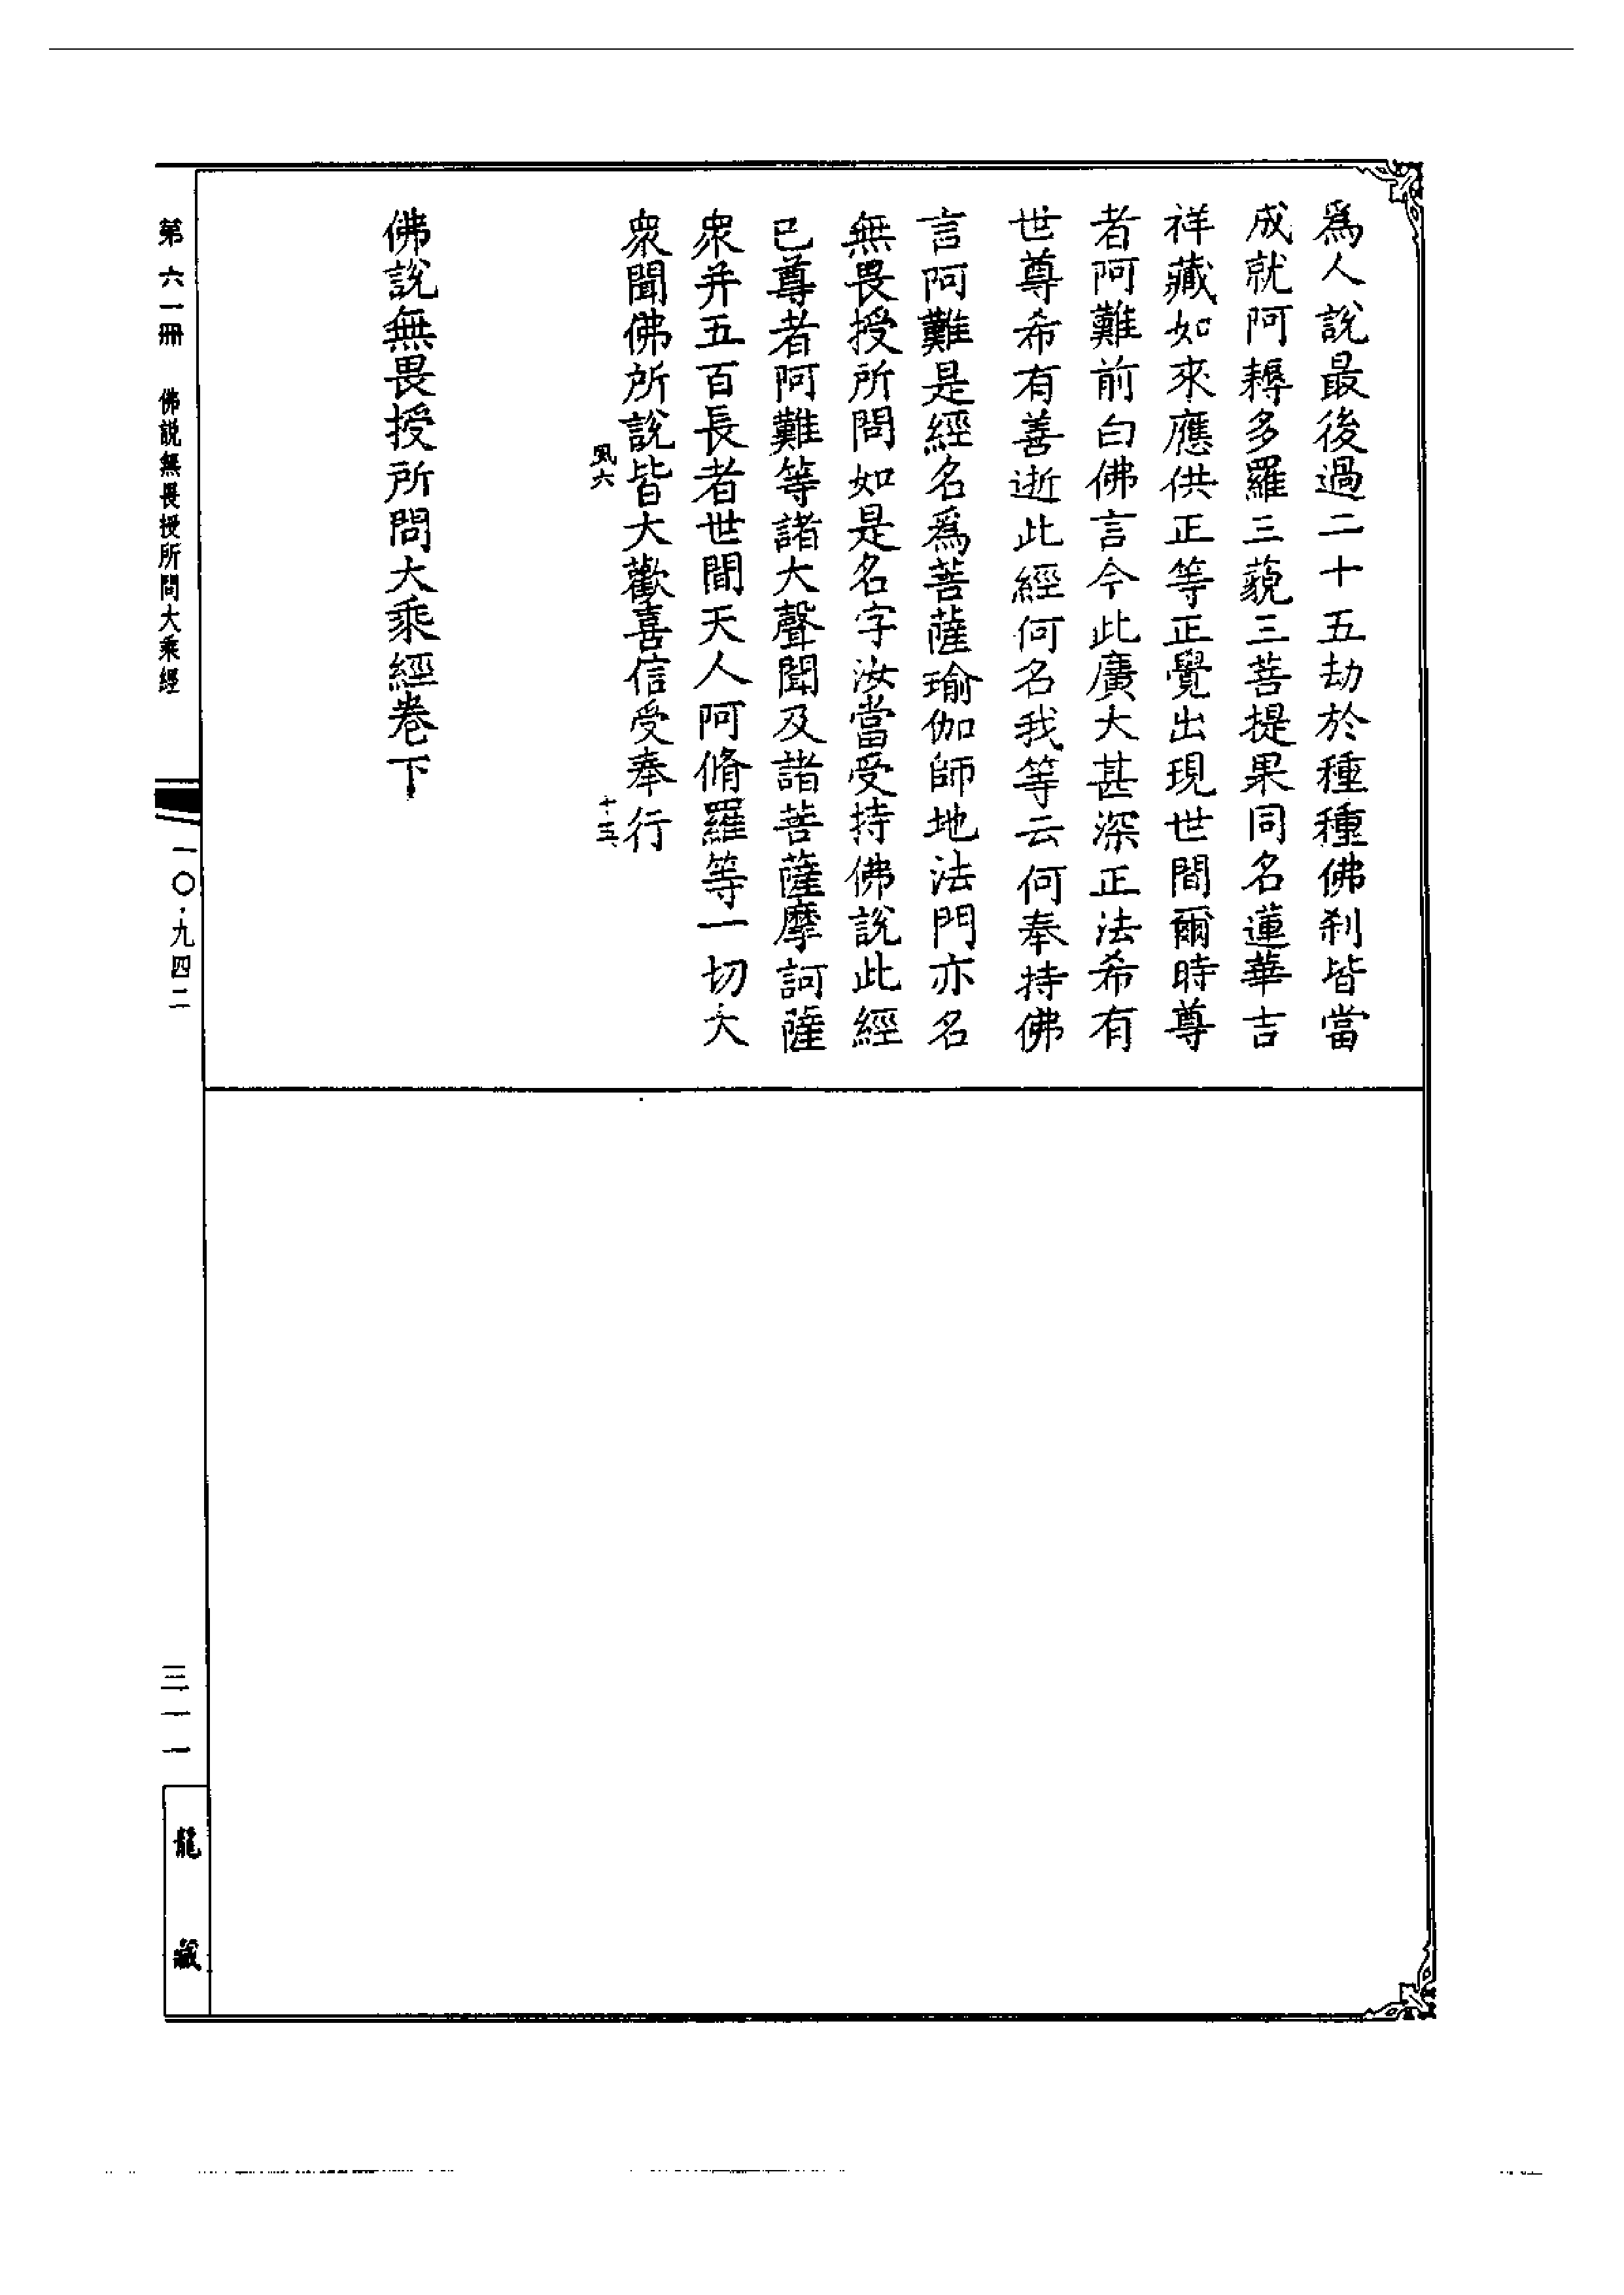 爲人說最後過二十五劫於種種佛刹皆當
成就阿耨多羅三藐三菩提果同名蓮華吉
祥藏如來應供正等正覺出現世間爾時尊
者阿難前白佛言今此廣大甚深正法希有
世尊希有善逝此經何名我等云何奉持佛
言阿難是經名爲菩薩瑜伽師地法門亦名
無畏授所問如是名字汝當受持佛說此經
已尊者阿難等諸大聲聞及諸菩薩摩訶薩
衆并五百長者世間天人阿脩羅等一切大
衆聞佛所說皆大歡喜信受奉行
風六
十三
佛說無畏授所問大乘經卷下
第六一冊 佛説無畏授所問大乘經
一〇·九四二
三一一
龍藏